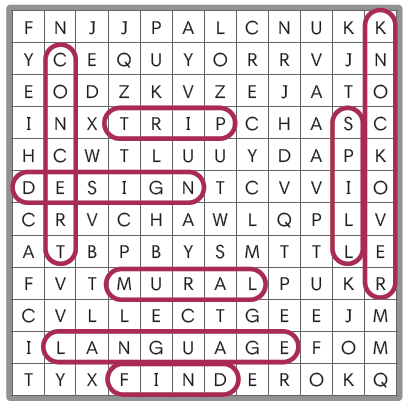 F N J J P A L C N U K K
Y C E Q U Y O R R V J N
E O D Z K V Z E J A T O
I N X T R I P C H A S C
H C W T L U U Y D A P K
D E S I G N T C V V I O
C R V C H A W L Q P L V
A T B P B Y S M T T L E
F V T M U R A L P U K R
C V L L E C T G E E J M
I L A N G U A G E F O M
T Y X F I N D E R O K Q